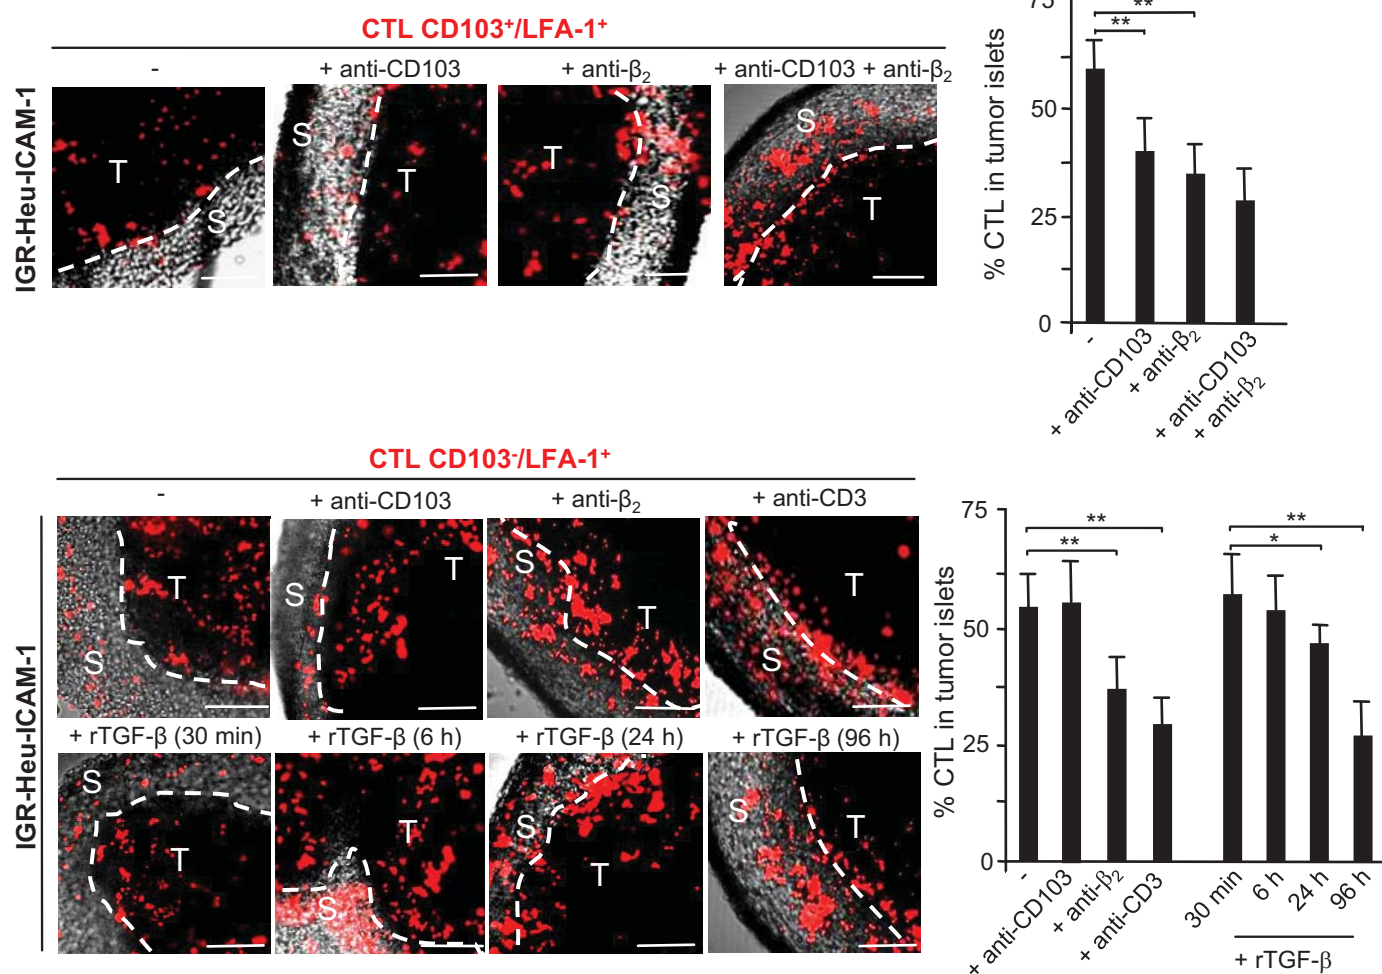 CTL CD103⁺/LFA-1⁺
-
+ anti-CD103
+ anti-β₂
+ anti-CD103 + anti-β₂
IGR-Heu-ICAM-1
T
S
S
T
T
S
S
T
75
50
25
0
% CTL in tumor islets
**
**
-
+ anti-CD103
+ anti-β₂
+ anti-CD103
+ anti-β₂
CTL CD103⁻/LFA-1⁺
-
+ anti-CD103
+ anti-β₂
+ anti-CD3
IGR-Heu-ICAM-1
T
S
S
T
S
T
T
S
+ rTGF-β (30 min)
+ rTGF-β (6 h)
+ rTGF-β (24 h)
+ rTGF-β (96 h)
S
T
T
S
S
T
S
T
75
50
25
0
% CTL in tumor islets
**
**
**
*
-
+ anti-CD103
+ anti-β₂
+ anti-CD3
30 min
6 h
24 h
96 h
+ rTGF-β